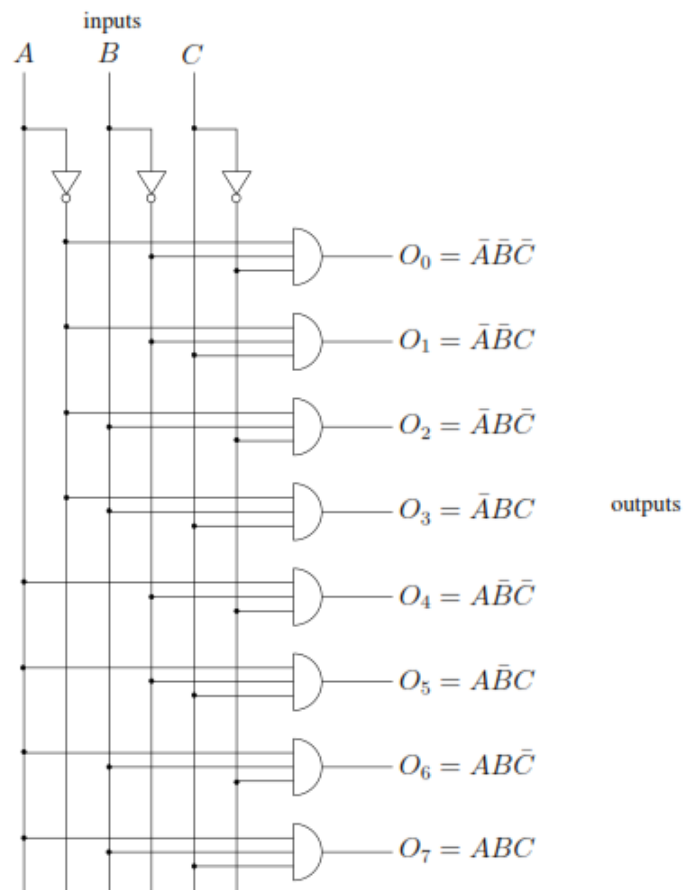 inputs
A B C
O₀ = ĀB̄C̄
O₁ = ĀB̄C
O₂ = ĀBC̄
O₃ = ĀBC
outputs
O₄ = AB̄C̄
O₅ = AB̄C
O₆ = ABC̄
O₇ = ABC